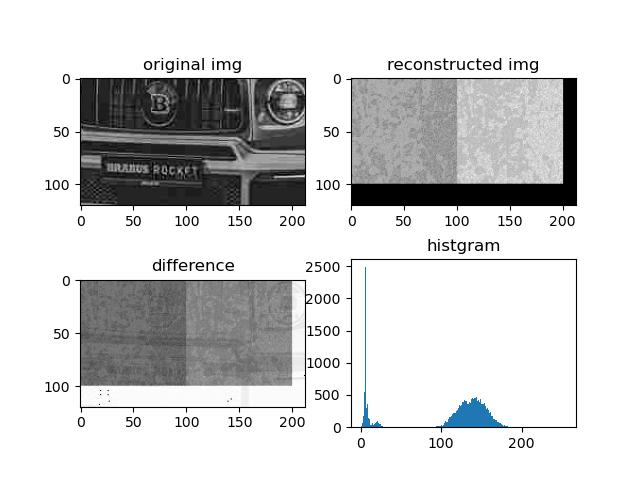 original img
reconstructed img
0
50
100
0 50 100 150 200
B
BRABUS ROCKET
0
50
100
0 50 100 150 200
difference
0
50
100
0 50 100 150 200
histgram
2500
2000
1500
1000
500
0
0 100 200